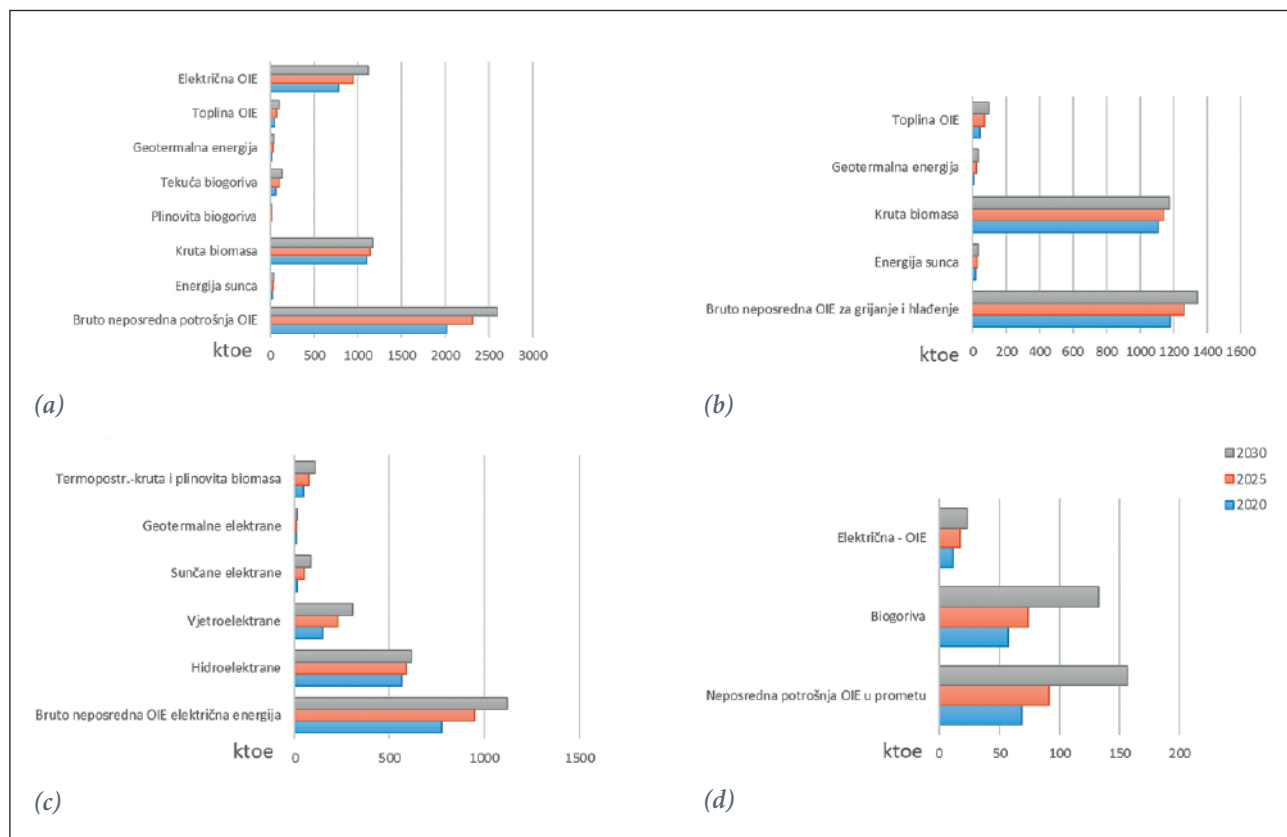 Električna OIE
Toplina OIE
Geotermalna energija
Tekuća biogoriva
Plinovita biogoriva
Kruta biomasa
Energija sunca
Bruto neposredna potrošnja OIE
ktoe
0 500 1000 1500 2000 2500 3000
(a)
Toplina OIE
Geotermalna energija
Kruta biomasa
Energija sunca
Bruto neposredna OIE za grijanje i hlađenje
ktoe
0 200 400 600 800 1000 1200 1400 1600
(b)
Termopostr.-kruta i plinovita biomasa
Geotermalne elektrane
Sunčane elektrane
Vjetroelektrane
Hidroelektrane
Bruto neposredna OIE električna energija
ktoe
0 500 1000 1500
(c)
2030
2025
2020
Električna - OIE
Biogoriva
Neposredna potrošnja OIE u prometu
ktoe
0 50 100 150 200
(d)